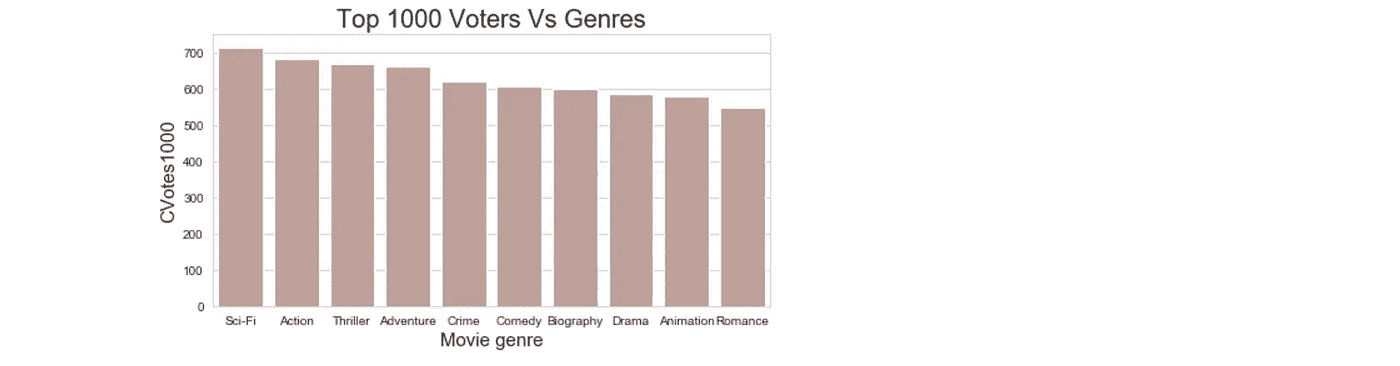 Top 1000 Voters Vs Genres
700
600
500
400
300
200
100
0
CVotes1000
Sci-Fi Action Thriller Adventure Crime Comedy Biography Drama Animation Romance
Movie genre